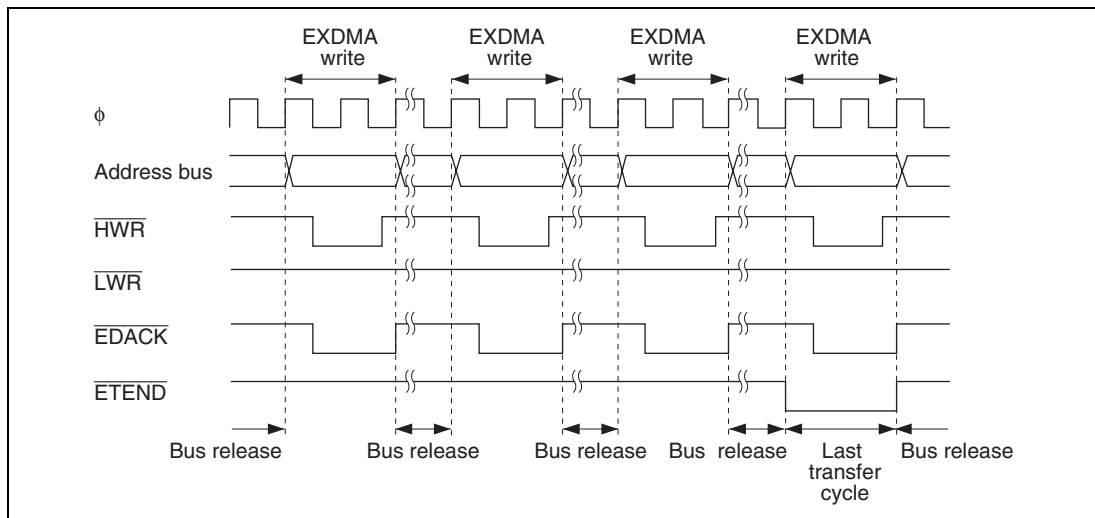 EXDMA EXDMA EXDMA EXDMA
write write write write
φ
Address bus
HWR
LWR
EDACK
ETEND
Bus release Bus release Bus release Bus release Last Bus release
transfer
cycle